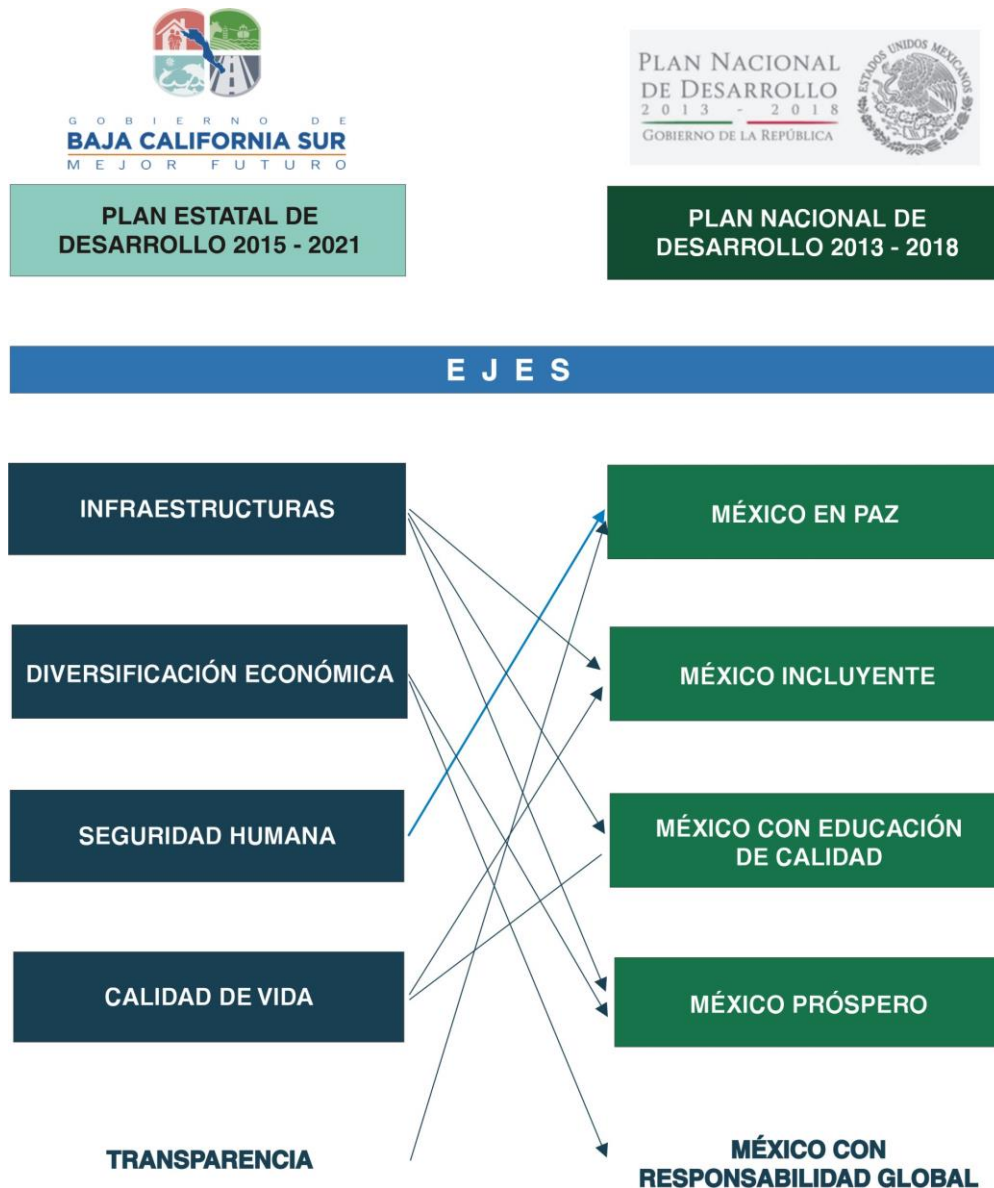 GOBIERNO DE
BAJA CALIFORNIA SUR
MEJOR FUTURO
PLAN NACIONAL
DE DESARROLLO
2013 - 2018
GOBIERNO DE LA REPÚBLICA
ESTADOS UNIDOS MEXICANOS
PLAN ESTATAL DE
DESARROLLO 2015 - 2021
PLAN NACIONAL DE
DESARROLLO 2013 - 2018
EJES
INFRAESTRUCTURAS
MÉXICO EN PAZ
DIVERSIFICACIÓN ECONÓMICA
MÉXICO INCLUYENTE
SEGURIDAD HUMANA
MÉXICO CON EDUCACIÓN
DE CALIDAD
CALIDAD DE VIDA
MÉXICO PRÓSPERO
TRANSPARENCIA
MÉXICO CON
RESPONSABILIDAD GLOBAL